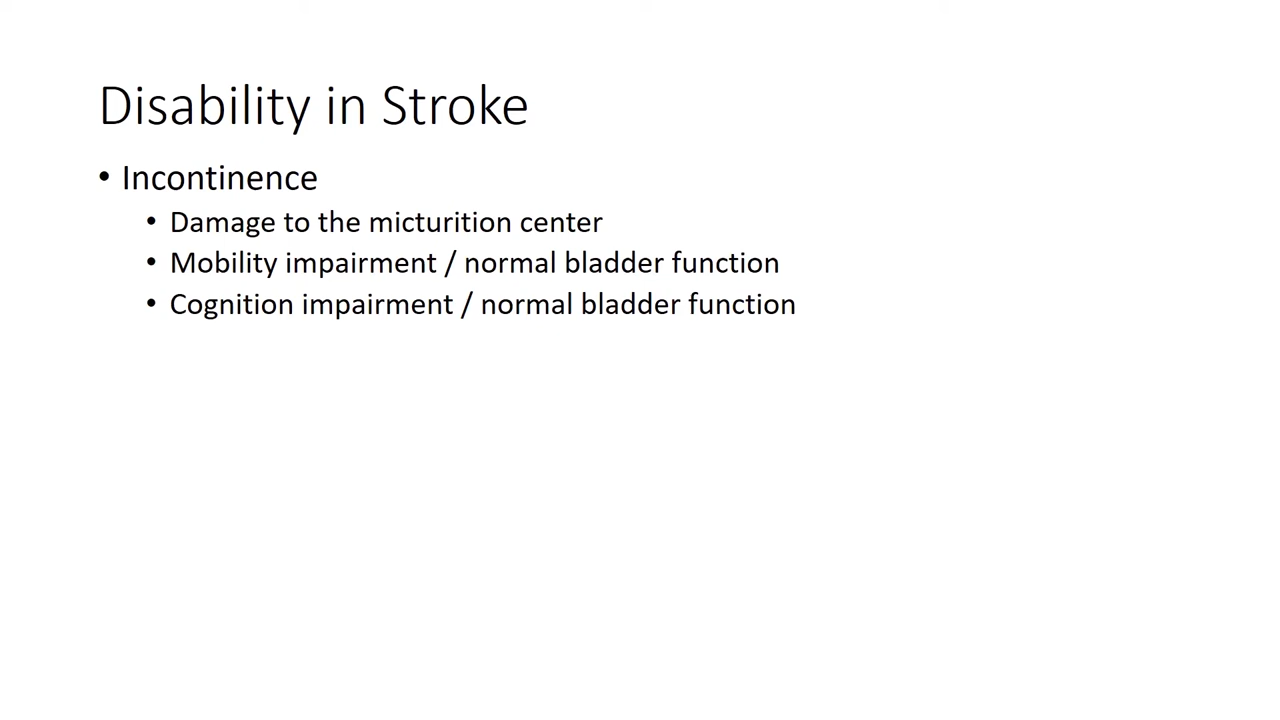 Disability in Stroke
• Incontinence
• Damage to the micturition center
• Mobility impairment / normal bladder function
• Cognition impairment / normal bladder function